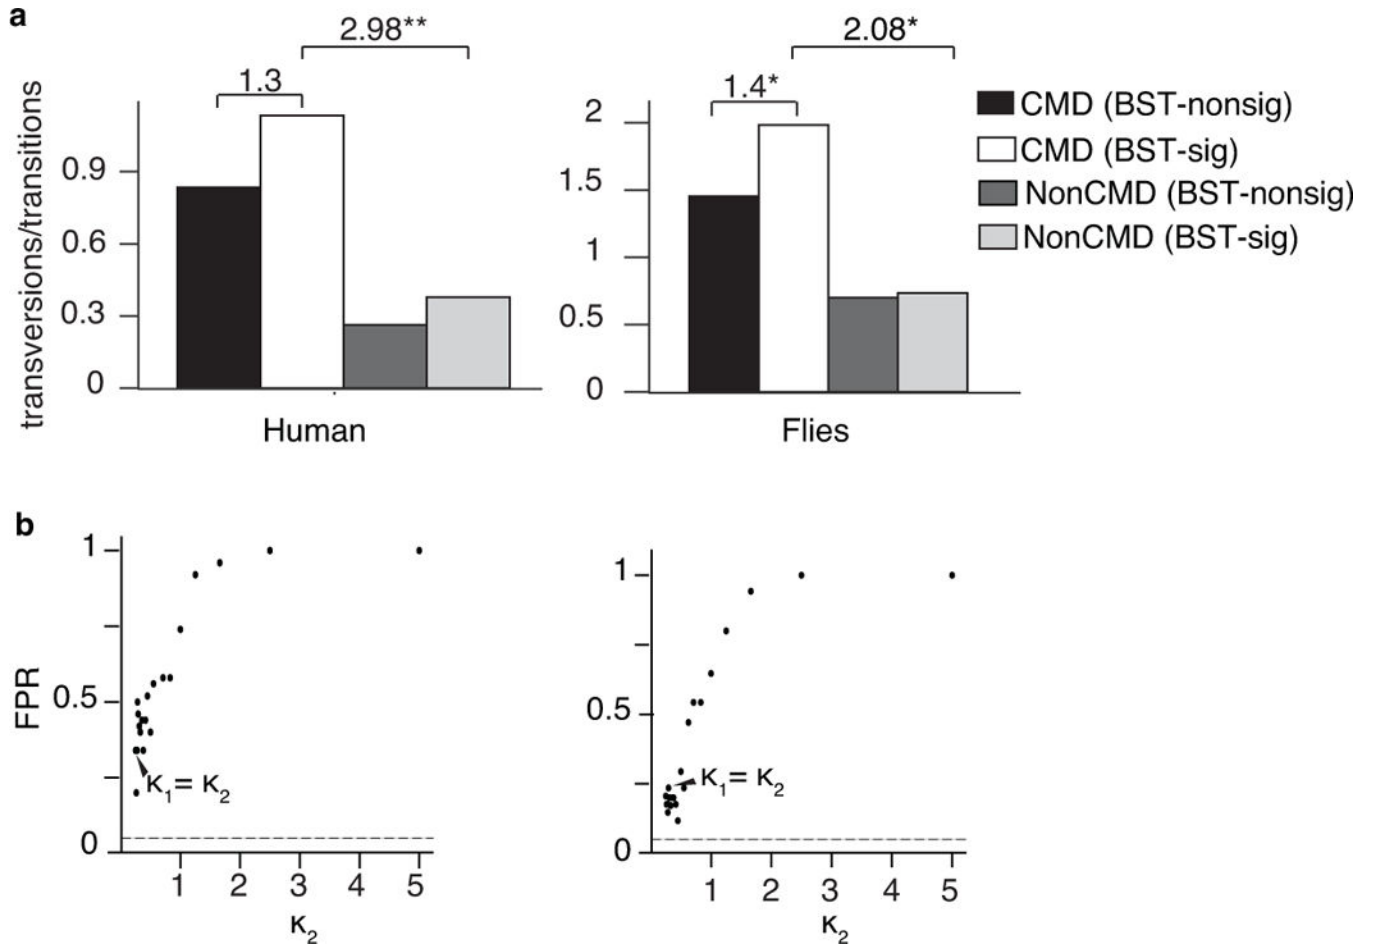 a
2.98**
1.3
transversions/transitions
0.9
0.6
0.3
0
Human
2.08*
1.4*
2
1.5
1
0.5
0
Flies
CMD (BST-nonsig)
CMD (BST-sig)
NonCMD (BST-nonsig)
NonCMD (BST-sig)
b
FPR
1
0.5
0
κ₁ = κ₂
1 2 3 4 5
κ₂
1
0.5
0
κ₁ = κ₂
1 2 3 4 5
κ₂